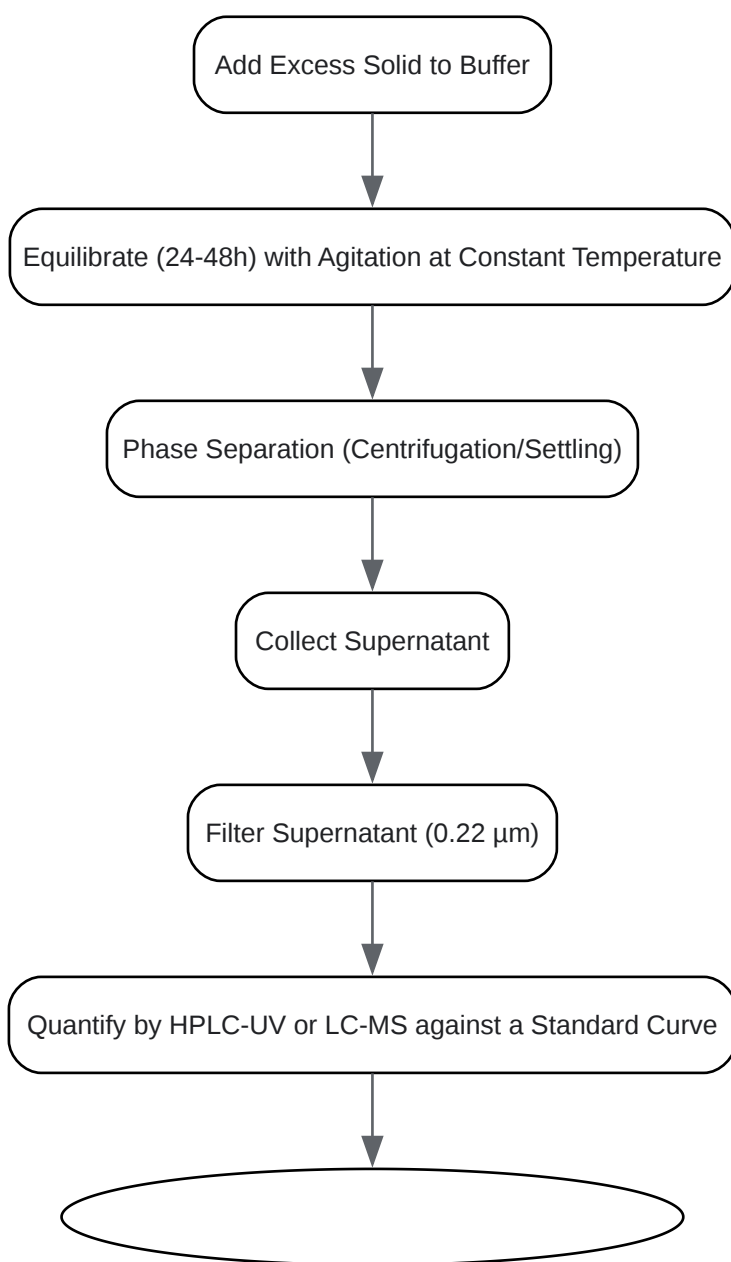 Add Excess Solid to Buffer
Equilibrate (24-48h) with Agitation at Constant Temperature
Phase Separation (Centrifugation/Settling)
Collect Supernatant
Filter Supernatant (0.22 µm)
Quantify by HPLC-UV or LC-MS against a Standard Curve